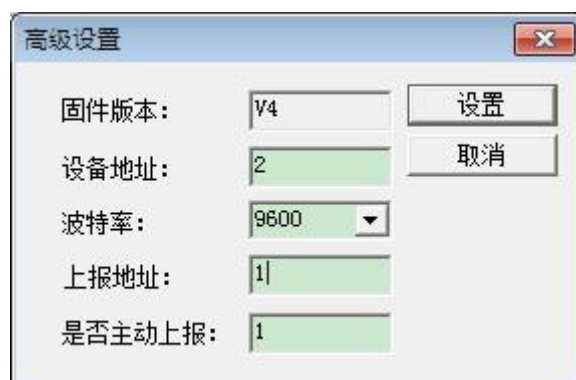 高级设置
固件版本： V4 设置
设备地址： 2 取消
波特率： 9600
上报地址： 1
是否主动上报： 1